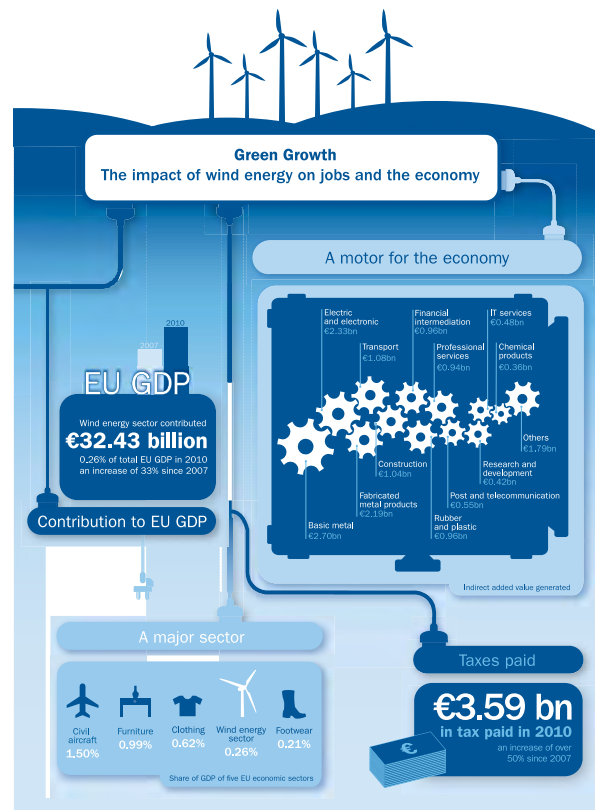 Green Growth
The impact of wind energy on jobs and the economy
A motor for the economy
Electric
and electronic
€2.33bn
Financial
intermediation
€0.96bn
IT services
€0.48bn
Transport
€1.08bn
Professional
services
€0.94bn
Chemical
products
€0.36bn
Others
€1.79bn
Construction
€1.04bn
Research and
development
€0.42bn
Fabricated
metal products
€2.19bn
Post and telecommunication
€0.55bn
Basic metal
€2.70bn
Rubber
and plastic
€0.96bn
Indirect added value generated
2010
2007
EU GDP
Wind energy sector contributed
€32.43 billion
0.26% of total EU GDP in 2010
an increase of 33% since 2007
Contribution to EU GDP
A major sector
Civil
aircraft
1.50%
Furniture
0.99%
Clothing
0.62%
Wind energy
sector
0.26%
Footwear
0.21%
Share of GDP of five EU economic sectors
Taxes paid
€3.59 bn
in tax paid in 2010
an increase of over
50% since 2007
€